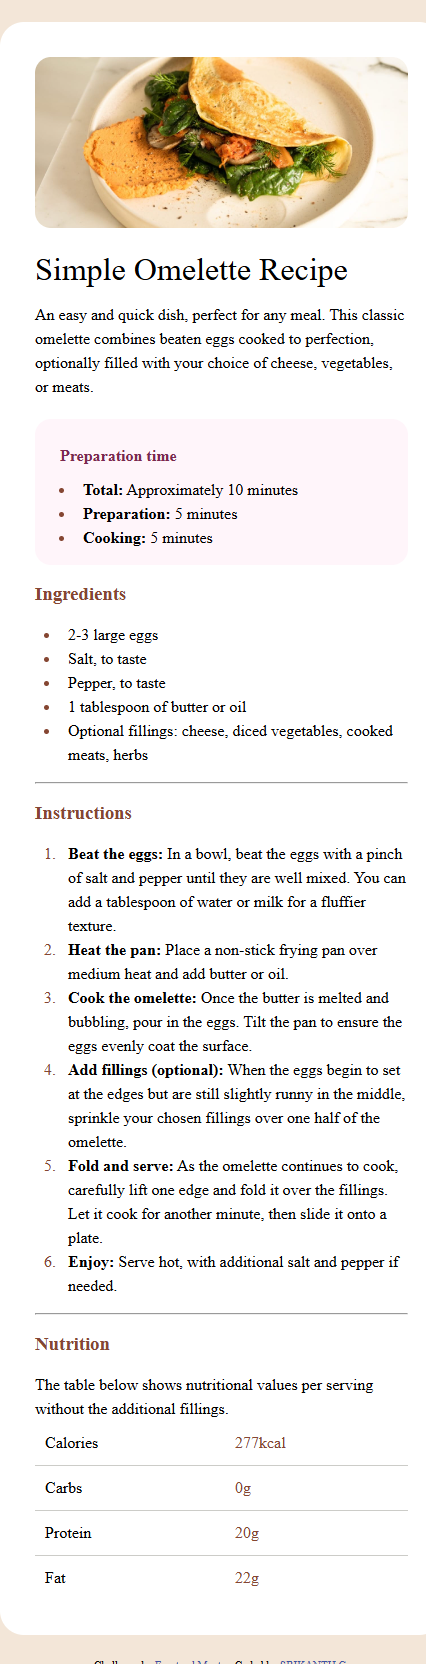 Simple Omelette Recipe
An easy and quick dish, perfect for any meal. This classic
omelette combines beaten eggs cooked to perfection,
optionally filled with your choice of cheese, vegetables,
or meats.
Preparation time
• Total: Approximately 10 minutes
• Preparation: 5 minutes
• Cooking: 5 minutes
Ingredients
• 2-3 large eggs
• Salt, to taste
• Pepper, to taste
• 1 tablespoon of butter or oil
• Optional fillings: cheese, diced vegetables, cooked
meats, herbs
Instructions
1. Beat the eggs: In a bowl, beat the eggs with a pinch
of salt and pepper until they are well mixed. You can
add a tablespoon of water or milk for a fluffier
texture.
2. Heat the pan: Place a non-stick frying pan over
medium heat and add butter or oil.
3. Cook the omelette: Once the butter is melted and
bubbling, pour in the eggs. Tilt the pan to ensure the
eggs evenly coat the surface.
4. Add fillings (optional): When the eggs begin to set
at the edges but are still slightly runny in the middle,
sprinkle your chosen fillings over one half of the
omelette.
5. Fold and serve: As the omelette continues to cook,
carefully lift one edge and fold it over the fillings.
Let it cook for another minute, then slide it onto a
plate.
6. Enjoy: Serve hot, with additional salt and pepper if
needed.
Nutrition
The table below shows nutritional values per serving
without the additional fillings.
Calories 277kcal
Carbs 0g
Protein 20g
Fat 22g